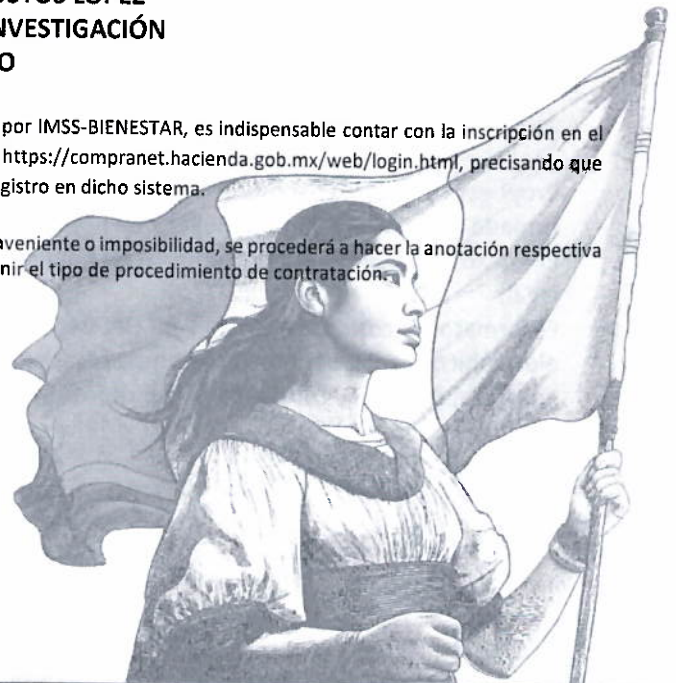 NVESTIGACIÓN
O
por IMSS-BIENESTAR, es indispensable contar con la inscripción en el
https://compranet.hacienda.gob.mx/web/login.html, precisando que
gistro en dicho sistema.
aveniente o imposibilidad, se procederá a hacer la anotación respectiva
nir el tipo de procedimiento de contratación.